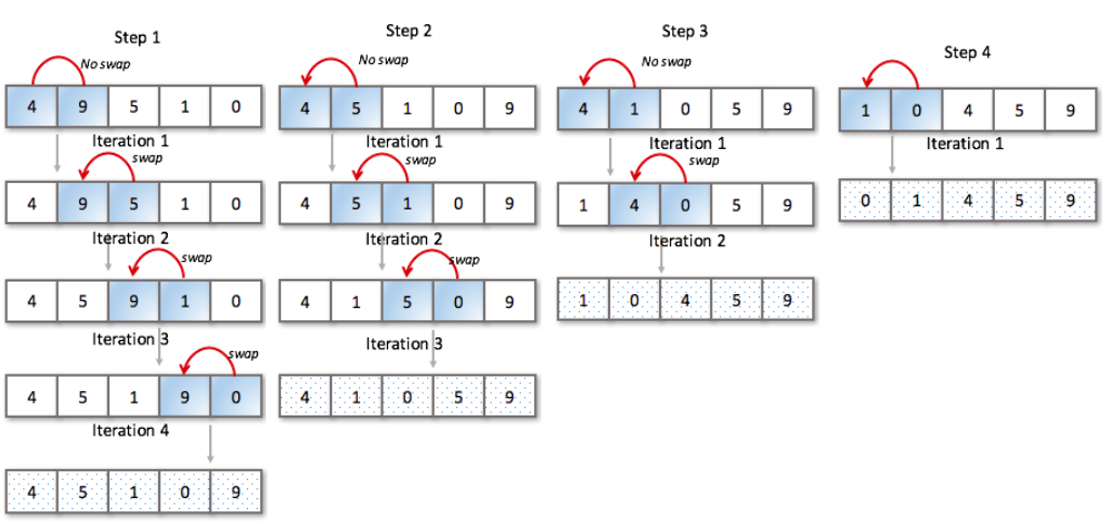 Step 1
No swap
4 9 5 1 0
Iteration 1
swap
4 9 5 1 0
Iteration 2
swap
4 5 9 1 0
Iteration 3
swap
4 5 1 9 0
Iteration 4
4 5 1 0 9
Step 2
No swap
4 5 1 0 9
Iteration 1
swap
4 5 1 0 9
Iteration 2
swap
4 1 5 0 9
Iteration 3
4 1 0 5 9
Step 3
No swap
4 1 0 5 9
Iteration 1
swap
1 4 0 5 9
Iteration 2
1 0 4 5 9
Step 4
1 0 4 5 9
Iteration 1
0 1 4 5 9